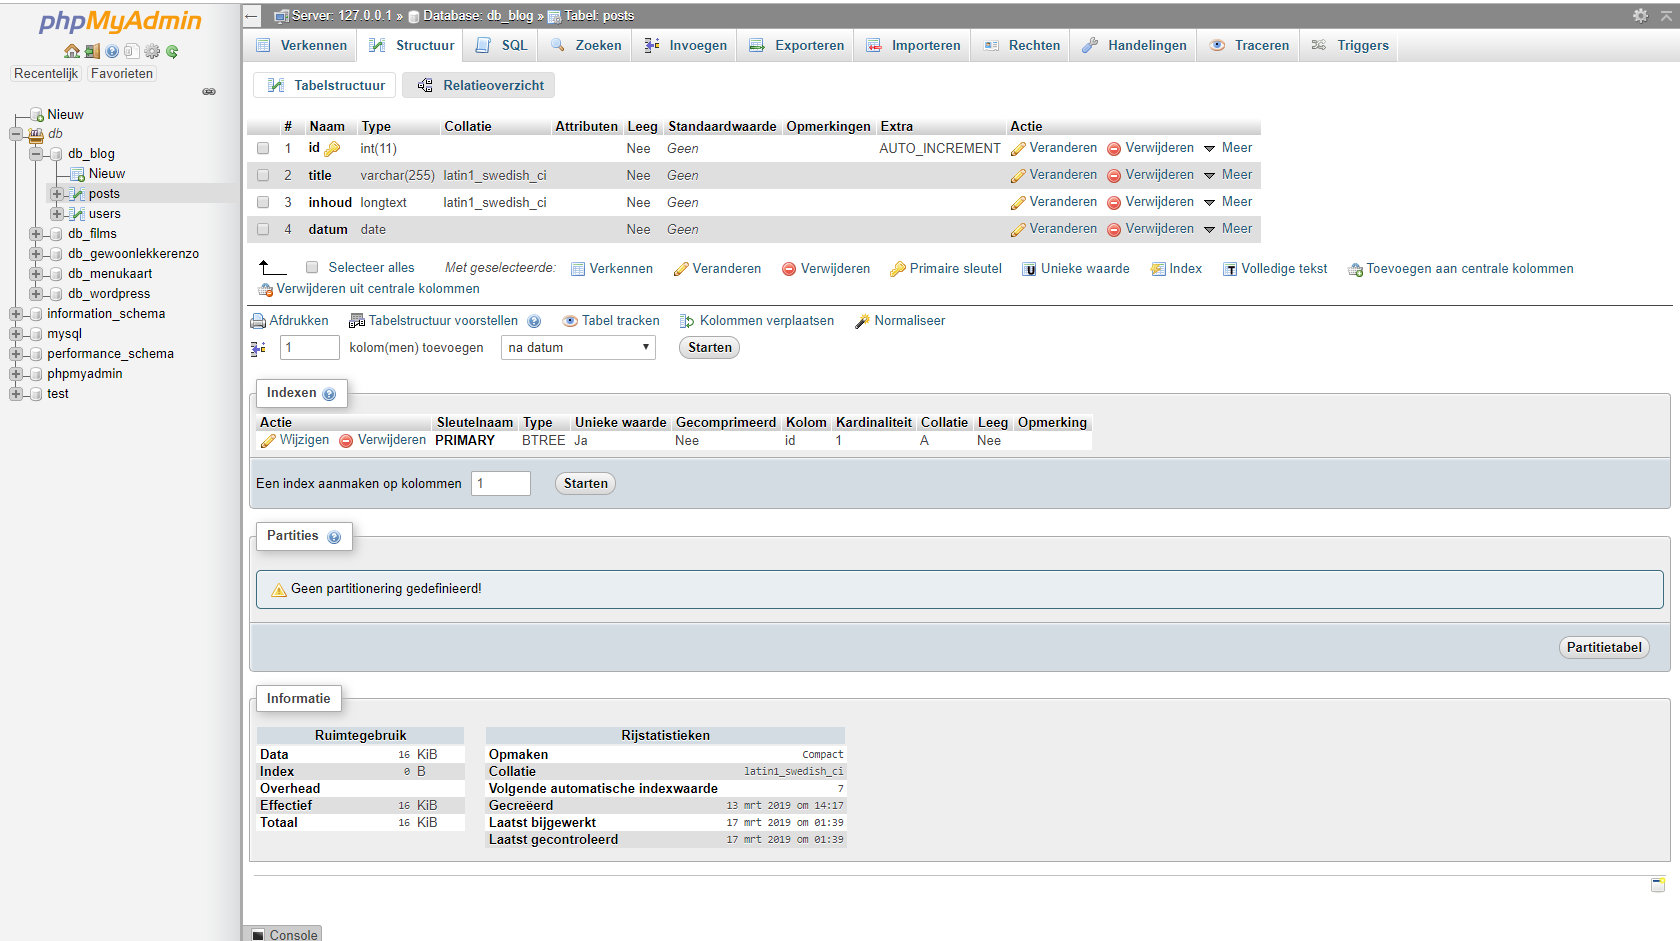 phpMyAdmin
Recentelijk Favorieten
Nieuw
db
db_blog
Nieuw
posts
users
db_films
db_gewoonlekkerenzo
db_menukaart
db_wordpress
information_schema
mysql
performance_schema
phpmyadmin
test
Server: 127.0.0.1 » Database: db_blog » Tabel: posts
Verkennen Structuur SQL Zoeken Invoegen Exporteren Importeren Rechten Handelingen Traceren Triggers
Tabelstructuur Relatieoverzicht
# Naam Type Collatie Attributen Leeg Standaardwaarde Opmerkingen Extra Actie
1 id int(11) Nee Geen AUTO_INCREMENT Veranderen Verwijderen Meer
2 title varchar(255) latin1_swedish_ci Nee Geen Veranderen Verwijderen Meer
3 inhoud longtext latin1_swedish_ci Nee Geen Veranderen Verwijderen Meer
4 datum date Nee Geen Veranderen Verwijderen Meer
Selecteer alles Met geselecteerde: Verkennen Veranderen Verwijderen Primaire sleutel Unieke waarde Index Volledige tekst Toevoegen aan centrale kolommen
Verwijderen uit centrale kolommen
Afdrukken Tabelstructuur voorstellen Tabel tracken Kolommen verplaatsen Normaliseer
1 kolom(men) toevoegen na datum Starten
Indexen
Actie Sleutelnaam Type Unieke waarde Gecomprimeerd Kolom Kardinaliteit Collatie Leeg Opmerking
Wijzigen Verwijderen PRIMARY BTREE Ja Nee id 1 A Nee
Een index aanmaken op kolommen 1 Starten
Partities
Geen partitionering gedefinieerd!
Partitietabel
Informatie
Ruimtegebruik
Data 16 KiB
Index 0 B
Overhead
Effectief 16 KiB
Totaal 16 KiB
Rijstatistieken
Opmaken Compact
Collatie latin1_swedish_ci
Volgende automatische indexwaarde 7
Gecreëerd 13 mrt 2019 om 14:17
Laatst bijgewerkt 17 mrt 2019 om 01:39
Laatst gecontroleerd 17 mrt 2019 om 01:39
Console